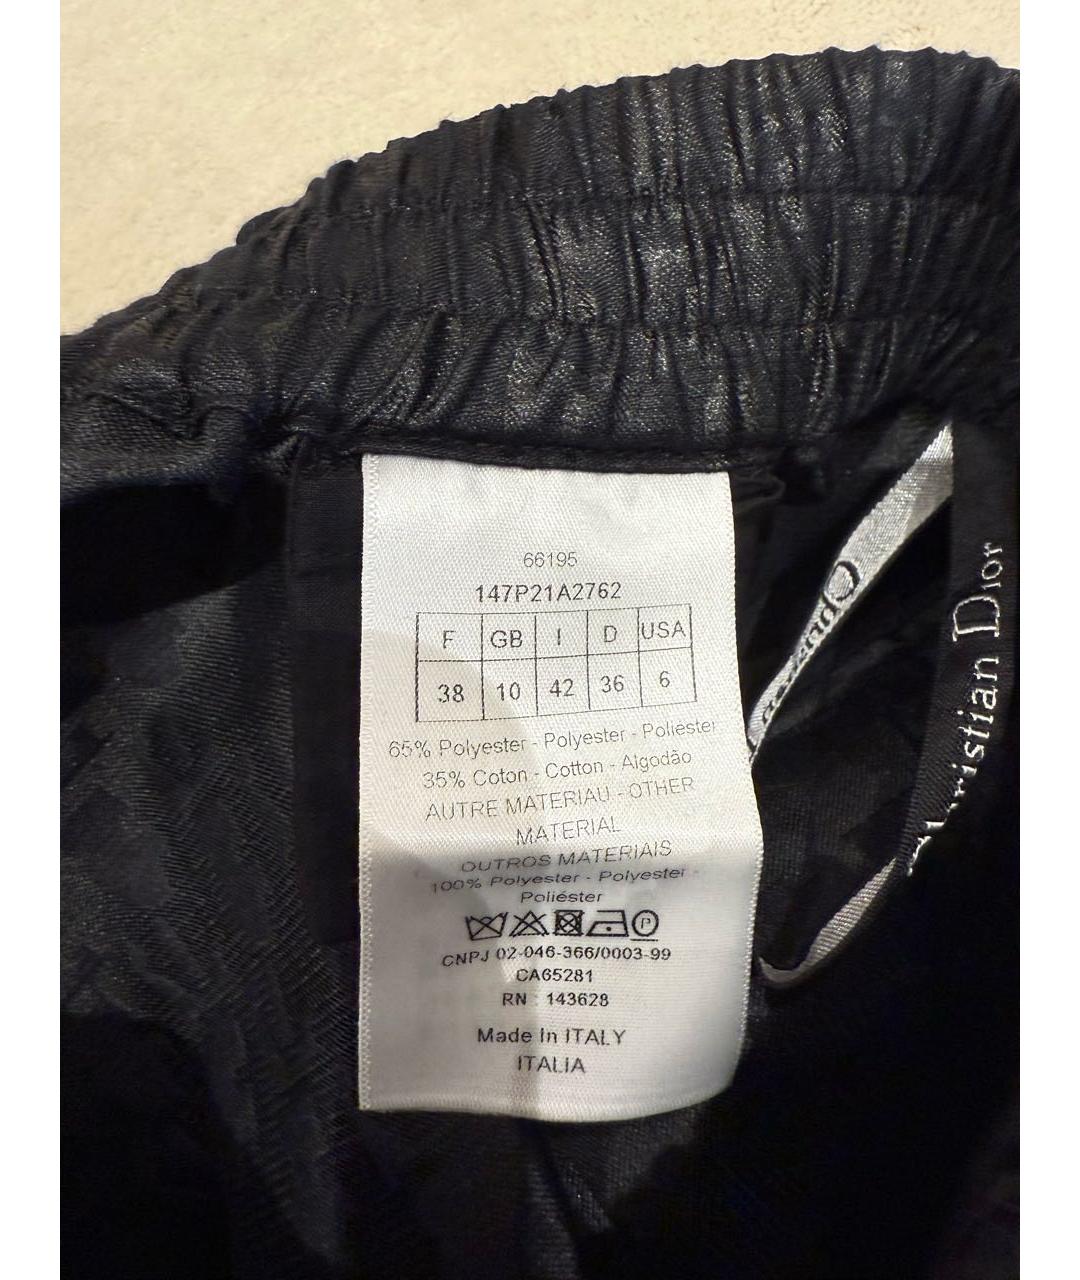 66195
147P21A2762
F GB I D USA
38 10 42 36 6
65% Polyester - Polyester - Poliéster
35% Coton - Cotton - Algodão
AUTRE MATERIAU - OTHER
MATERIAL
OUTROS MATERIAIS
100% Polyester - Polyester -
Poliéster
P
CNPJ 02-046-366/0003-99
CA65281
RN : 143628
Made in ITALY
ITALIA
Christian Dior